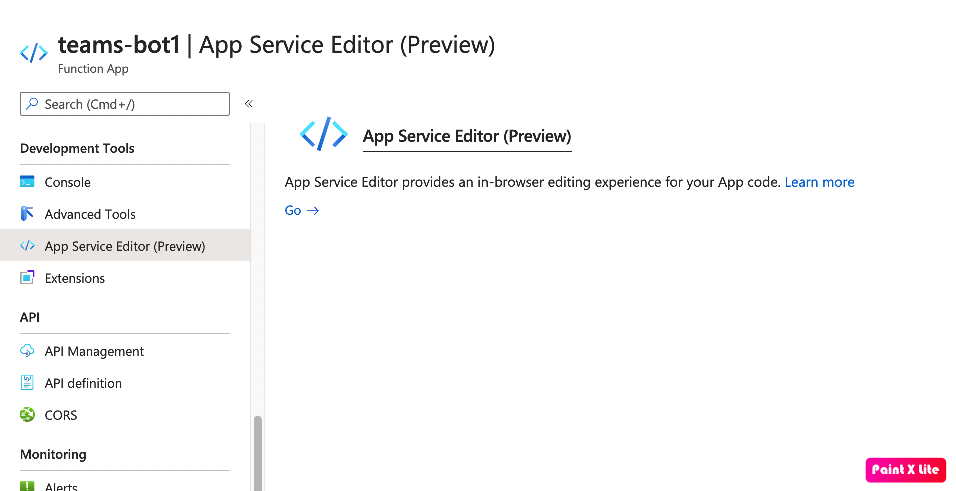 teams-bot1 | App Service Editor (Preview)
Function App
Search (Cmd+/)
«
Development Tools
Console
Advanced Tools
App Service Editor (Preview)
Extensions
API
API Management
API definition
CORS
Monitoring
Alerts
App Service Editor (Preview)
App Service Editor provides an in-browser editing experience for your App code. Learn more
Go →
Paint X Lite